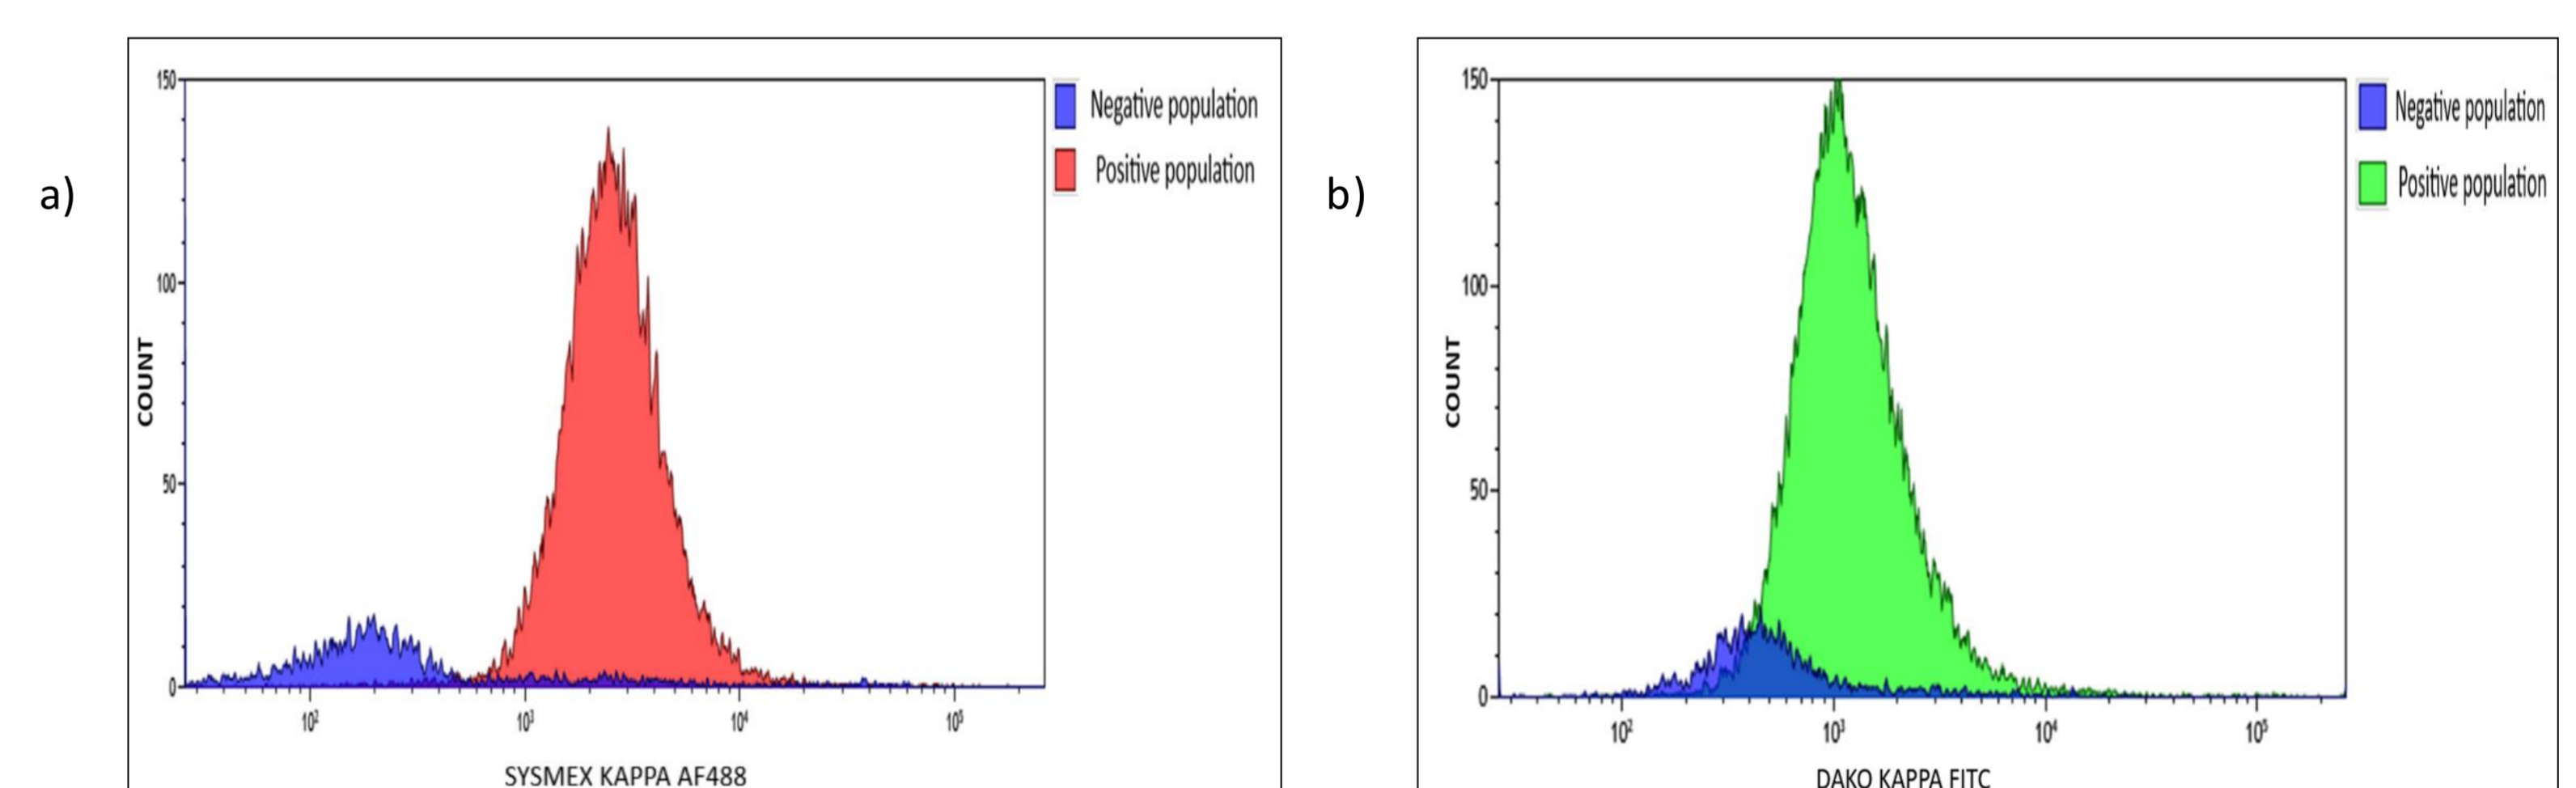 a)
150
100
50
0
COUNT
10²
10³
10⁴
10⁵
SYSMEX KAPPA AF488
Negative population
Positive population
b)
150
100
50
0
COUNT
10²
10³
10⁴
10⁵
DAKO KAPPA FITC
Negative population
Positive population